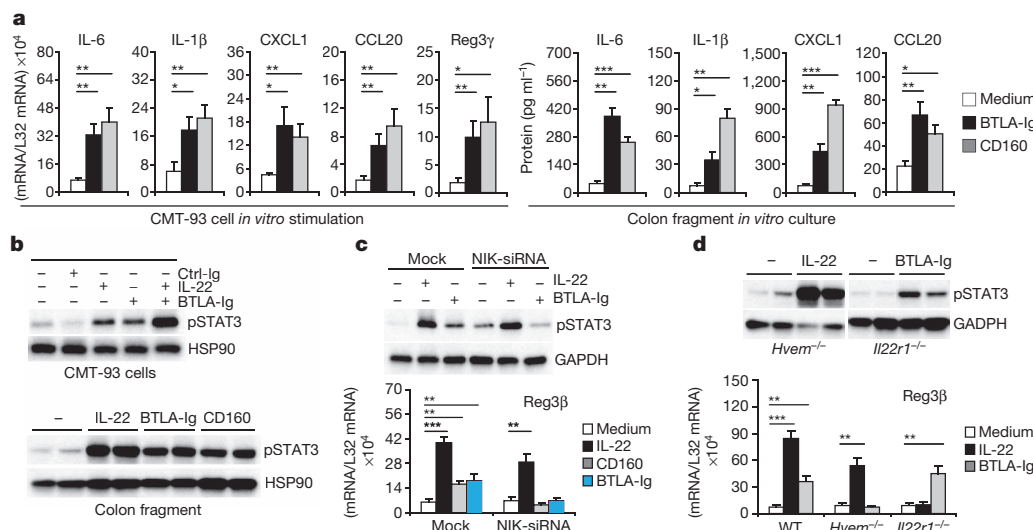 a
IL-6
IL-1β
CXCL1
CCL20
Reg3γ
IL-6
IL-1β
CXCL1
CCL20
(mRNA/L32 mRNA) ×10⁴
80
64
48
32
16
0
**
**
40
32
24
16
8
0
**
*
36
30
24
18
12
6
0
**
*
20
16
12
8
4
0
**
**
20
16
12
8
4
0
*
**
Protein (pg ml⁻¹)
700
560
420
280
140
0
***
**
150
120
90
60
30
0
**
*
1,500
1,200
900
600
300
0
***
**
120
100
80
60
40
20
0
*
**
Medium
BTLA-Ig
CD160
CMT-93 cell in vitro stimulation
Colon fragment in vitro culture
b
– + – – – Ctrl-Ig
– – + – + IL-22
– – – + + BTLA-Ig
pSTAT3
HSP90
CMT-93 cells
– IL-22 BTLA-Ig CD160
pSTAT3
HSP90
Colon fragment
c
Mock NIK-siRNA
– + – – + – IL-22
– – + – – + BTLA-Ig
pSTAT3
GAPDH
(mRNA/L32 mRNA)
×10⁴
70
56
42
28
14
0
Reg3β
**
**
***
**
Medium
IL-22
CD160
BTLA-Ig
Mock NIK-siRNA
d
– IL-22 – BTLA-Ig
pSTAT3
GADPH
Hvem⁻/⁻ Il22r1⁻/⁻
(mRNA/L32 mRNA)
×10⁴
150
120
90
60
30
0
Reg3β
**
***
**
**
Medium
IL-22
BTLA-Ig
WT Hvem⁻/⁻ Il22r1⁻/⁻